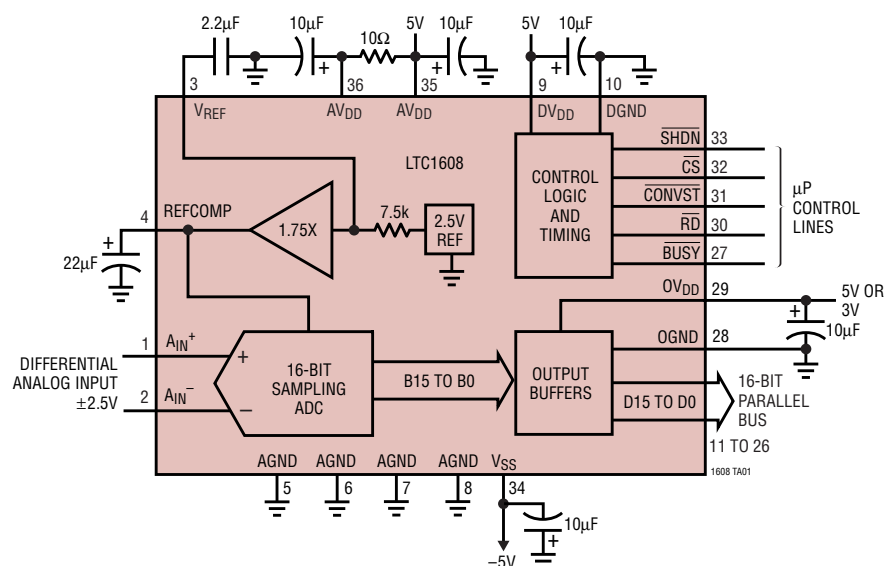 2.2µF 10µF 10Ω 5V 10µF 5V 10µF
+ + + +
3 36 35 9 10
VREF AVDD AVDD DVDD DGND
LTC1608
SHDN 33
CS 32
CONVST 31
RD 30
BUSY 27
µP
CONTROL
LINES
CONTROL
LOGIC
AND
TIMING
4 REFCOMP
1.75X
7.5k
2.5V
REF
+
22µF
OVDD 29
5V OR
3V
+
10µF
OGND 28
1 AIN+
2 AIN–
DIFFERENTIAL
ANALOG INPUT
±2.5V
+
–
16-BIT
SAMPLING
ADC
B15 TO B0
OUTPUT
BUFFERS
D15 TO D0
16-BIT
PARALLEL
BUS
11 TO 26
1608 TA01
AGND AGND AGND AGND VSS
5 6 7 8 34
10µF
+
–5V